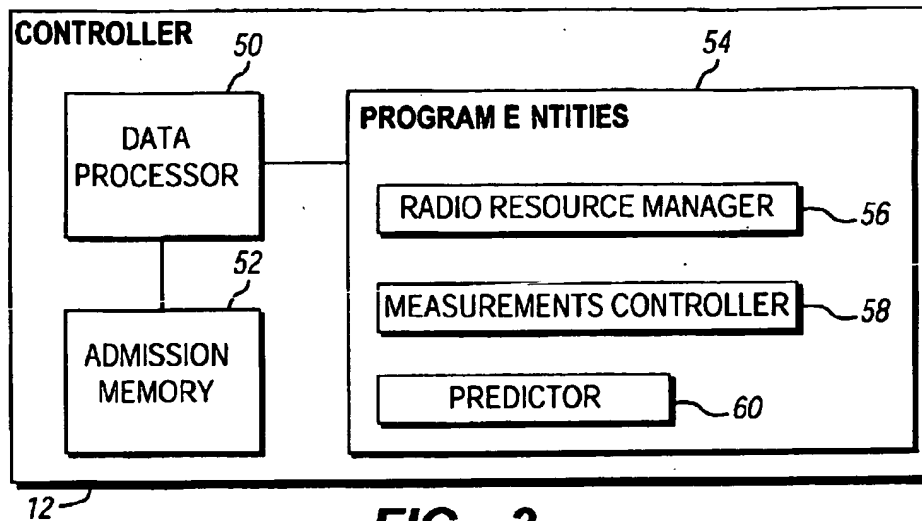 CONTROLLER
50
54
DATA
PROCESSOR
PROGRAM E NTITIES
RADIO RESOURCE MANAGER
56
52
MEASUREMENTS CONTROLLER
58
ADMISSION
MEMORY
PREDICTOR
60
12